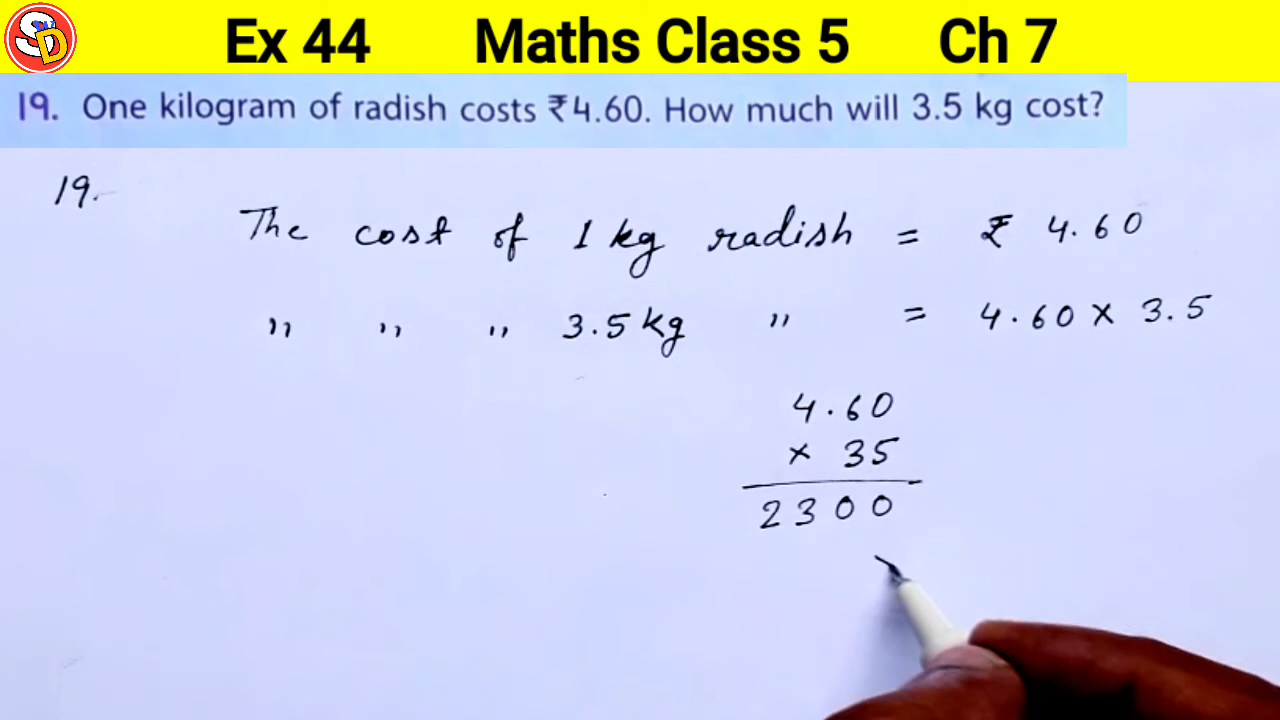 SD
Ex 44 Maths Class 5 Ch 7
19. One kilogram of radish costs ₹4.60. How much will 3.5 kg cost?
19.
The cost of 1 kg radish = ₹ 4.60
" " " 3.5 kg " = 4.60 × 3.5
4.60
× 35
2300